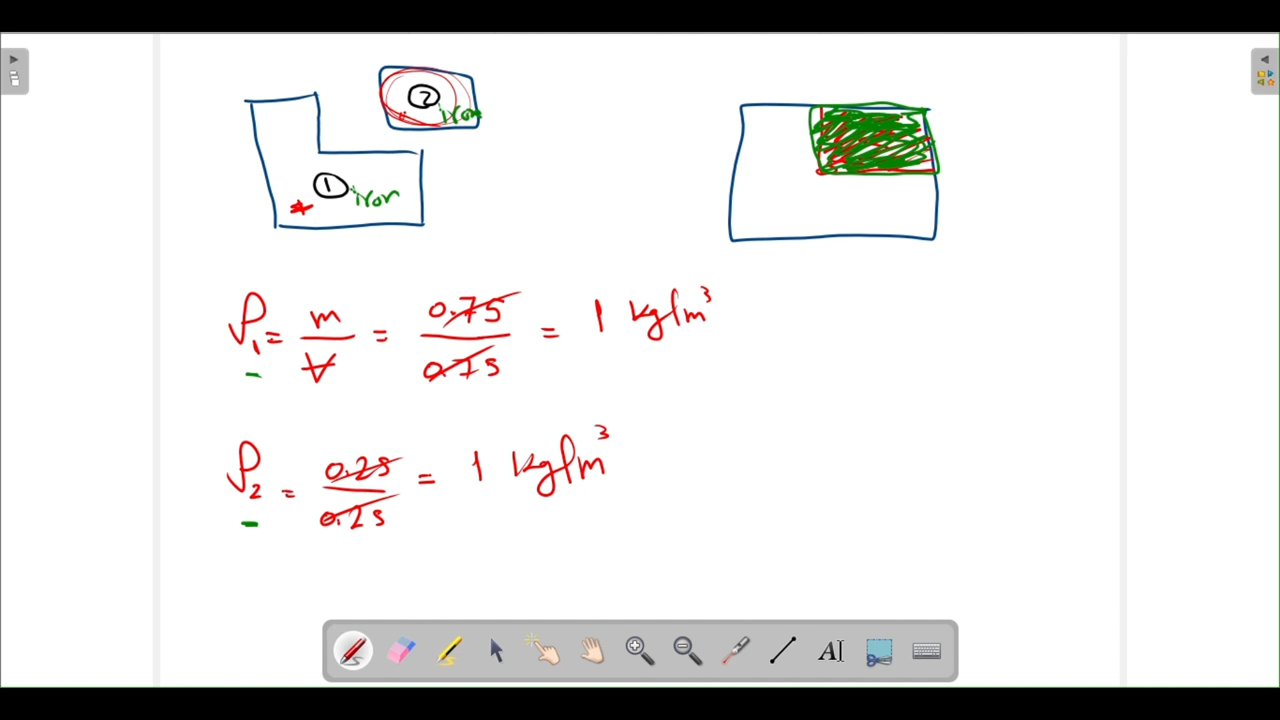 ② iron
① iron
ρ₁ = m/V = 0.75/0.75 = 1 kg/m³
ρ₂ = 0.25/0.25 = 1 kg/m³
AI